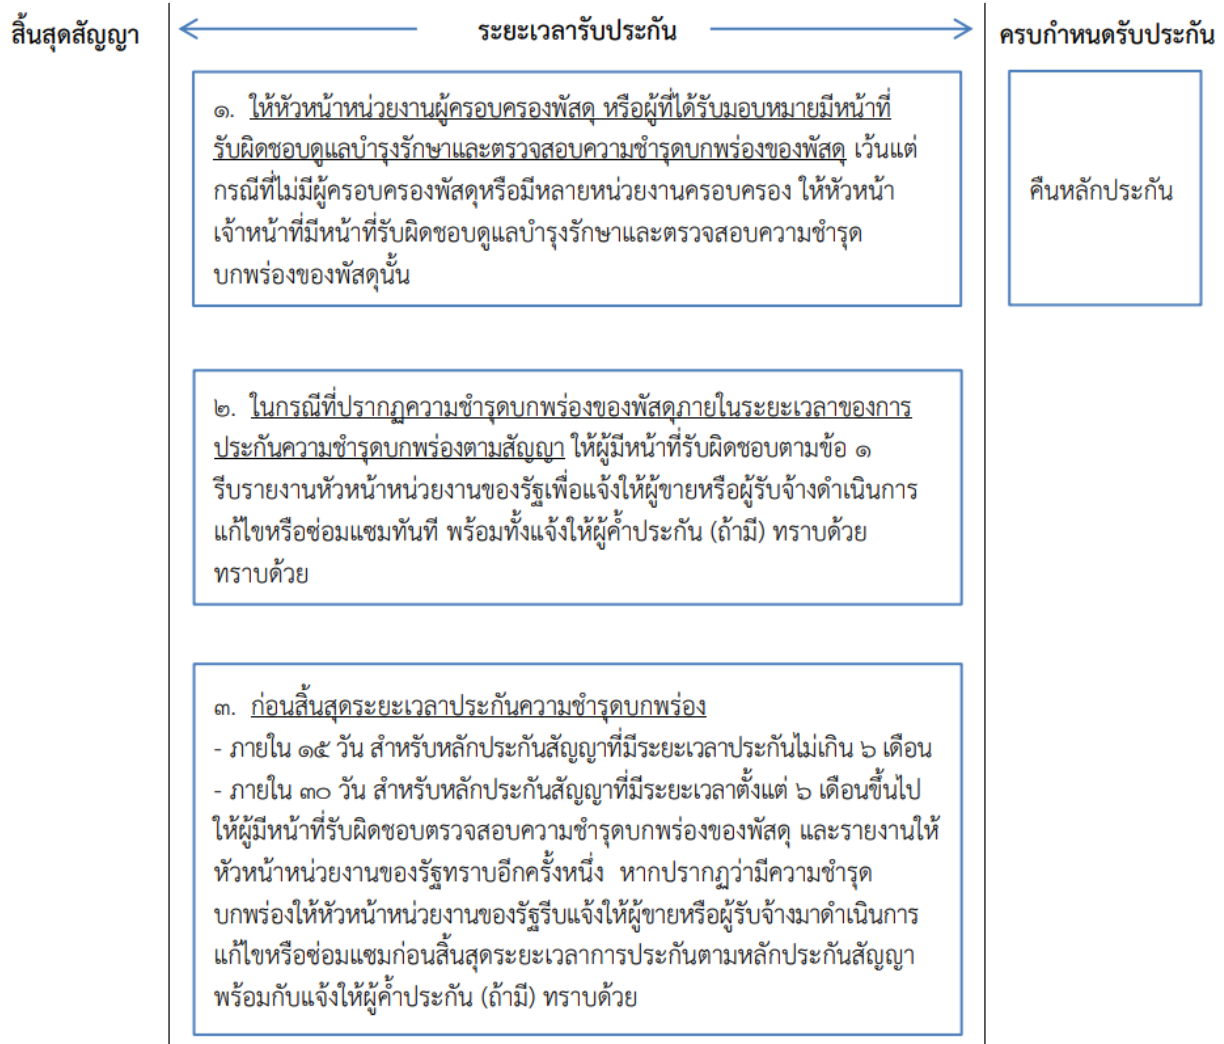 สิ้นสุดสัญญา
ระยะเวลารับประกัน
ครบกำหนดรับประกัน
๑. ให้หัวหน้าหน่วยงานผู้ครอบครองพัสดุ หรือผู้ที่ได้รับมอบหมายมีหน้าที่
รับผิดชอบดูแลบำรุงรักษาและตรวจสอบความชำรุดบกพร่องของพัสดุ เว้นแต่
กรณีที่ไม่มีผู้ครอบครองพัสดุหรือมีหลายหน่วยงานครอบครอง ให้หัวหน้า
เจ้าหน้าที่มีหน้าที่รับผิดชอบดูแลบำรุงรักษาและตรวจสอบความชำรุด
บกพร่องของพัสดุนั้น
คืนหลักประกัน
๒. ในกรณีที่ปรากฏความชำรุดบกพร่องของพัสดุภายในระยะเวลาของการ
ประกันความชำรุดบกพร่องตามสัญญา ให้ผู้มีหน้าที่รับผิดชอบตามข้อ ๑
รีบรายงานหัวหน้าหน่วยงานของรัฐเพื่อแจ้งให้ผู้ขายหรือผู้รับจ้างดำเนินการ
แก้ไขหรือซ่อมแซมทันที พร้อมทั้งแจ้งให้ผู้ค้ำประกัน (ถ้ามี) ทราบด้วย
ทราบด้วย
๓. ก่อนสิ้นสุดระยะเวลาประกันความชำรุดบกพร่อง
- ภายใน ๑๕ วัน สำหรับหลักประกันสัญญาที่มีระยะเวลาประกันไม่เกิน ๖ เดือน
- ภายใน ๓๐ วัน สำหรับหลักประกันสัญญาที่มีระยะเวลาตั้งแต่ ๖ เดือนขึ้นไป
ให้ผู้มีหน้าที่รับผิดชอบตรวจสอบความชำรุดบกพร่องของพัสดุ และรายงานให้
หัวหน้าหน่วยงานของรัฐทราบอีกครั้งหนึ่ง หากปรากฏว่ามีความชำรุด
บกพร่องให้หัวหน้าหน่วยงานของรัฐรีบแจ้งให้ผู้ขายหรือผู้รับจ้างมาดำเนินการ
แก้ไขหรือซ่อมแซมก่อนสิ้นสุดระยะเวลาการประกันตามหลักประกันสัญญา
พร้อมกับแจ้งให้ผู้ค้ำประกัน (ถ้ามี) ทราบด้วย